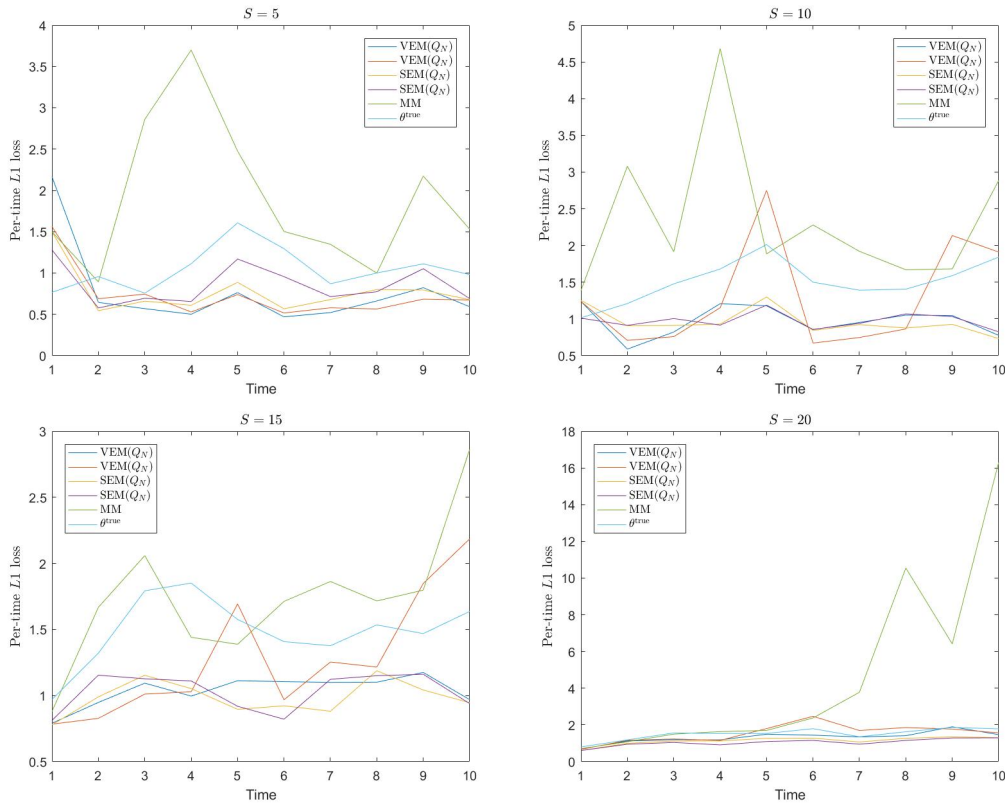 S = 5
4
3.5
3
2.5
2
1.5
1
0.5
0
Per-time L1 loss
VEM(Q_N)
VEM(Q_N)
SEM(Q_N)
SEM(Q_N)
MM
θ^true
1 2 3 4 5 6 7 8 9 10
Time
S = 10
5
4.5
4
3.5
3
2.5
2
1.5
1
0.5
Per-time L1 loss
VEM(Q_N)
VEM(Q_N)
SEM(Q_N)
SEM(Q_N)
MM
θ^true
1 2 3 4 5 6 7 8 9 10
Time
S = 15
3
2.5
2
1.5
1
0.5
Per-time L1 loss
VEM(Q_N)
VEM(Q_N)
SEM(Q_N)
SEM(Q_N)
MM
θ^true
1 2 3 4 5 6 7 8 9 10
Time
S = 20
18
16
14
12
10
8
6
4
2
0
Per-time L1 loss
VEM(Q_N)
VEM(Q_N)
SEM(Q_N)
SEM(Q_N)
MM
θ^true
1 2 3 4 5 6 7 8 9 10
Time